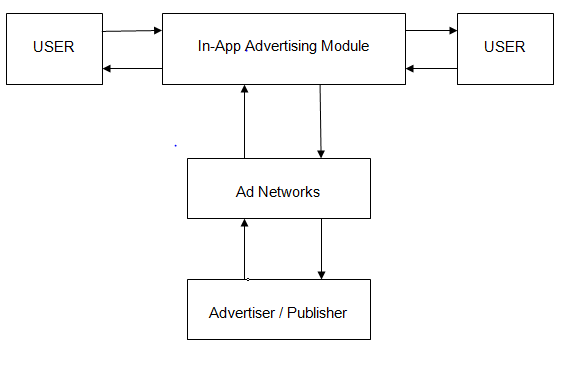 USER
In-App Advertising Module
USER
Ad Networks
Advertiser / Publisher